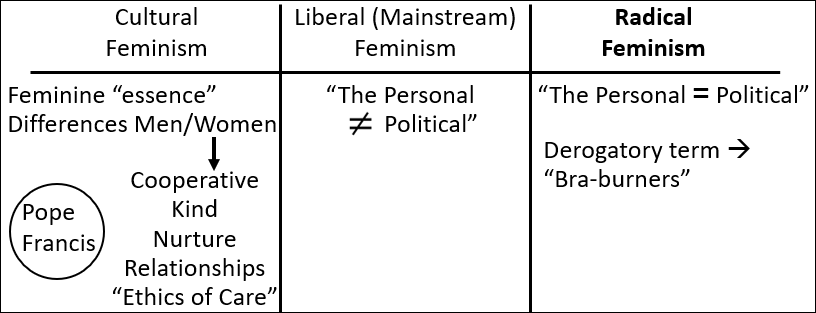 Cultural
Feminism
Feminine “essence”
Differences Men/Women
Cooperative
Kind
Nurture
Relationships
“Ethics of Care”
Pope
Francis
Liberal (Mainstream)
Feminism
“The Personal
≠ Political”
Radical
Feminism
“The Personal = Political”
Derogatory term →
“Bra-burners”